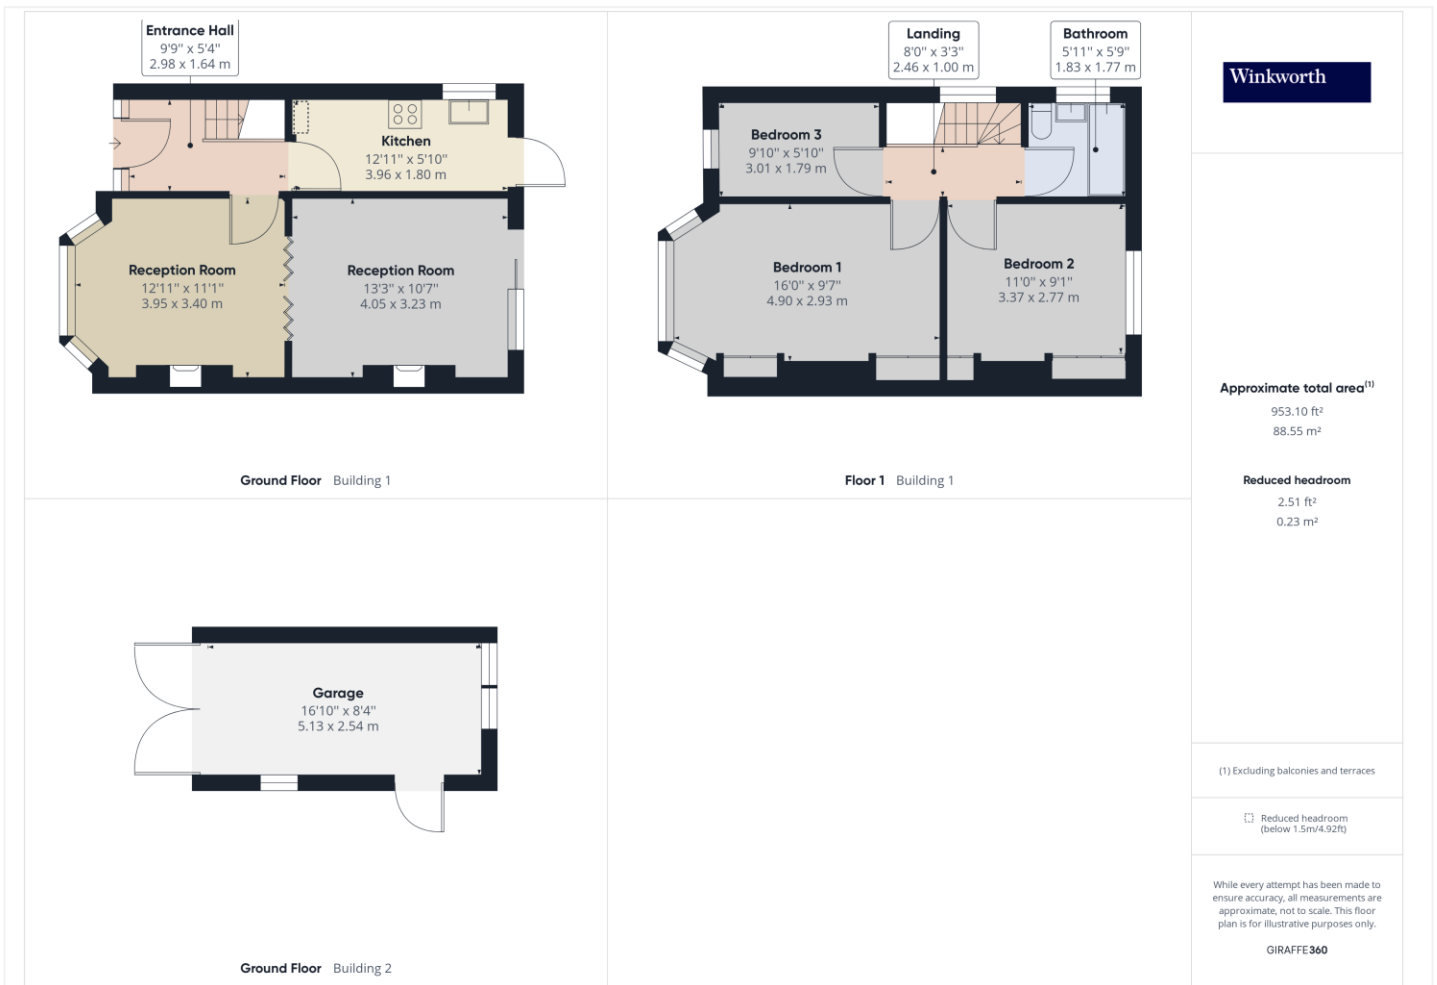 Entrance Hall
9'9" x 5'4"
2.98 x 1.64 m
Kitchen
12'11" x 5'10"
3.96 x 1.80 m
Reception Room
12'11" x 11'1"
3.95 x 3.40 m
Reception Room
13'3" x 10'7"
4.05 x 3.23 m
Ground Floor Building 1
Landing
8'0" x 3'3"
2.46 x 1.00 m
Bathroom
5'11" x 5'9"
1.83 x 1.77 m
Bedroom 3
9'10" x 5'10"
3.01 x 1.79 m
Bedroom 1
16'0" x 9'7"
4.90 x 2.93 m
Bedroom 2
11'0" x 9'1"
3.37 x 2.77 m
Floor 1 Building 1
Garage
16'10" x 8'4"
5.13 x 2.54 m
Ground Floor Building 2
Winkworth
Approximate total area(1)
953.10 ft²
88.55 m²
Reduced headroom
2.51 ft²
0.23 m²
(1) Excluding balconies and terraces
Reduced headroom
(below 1.5m/4.92ft)
While every attempt has been made to
ensure accuracy, all measurements are
approximate, not to scale. This floor
plan is for illustrative purposes only.
GIRAFFE360